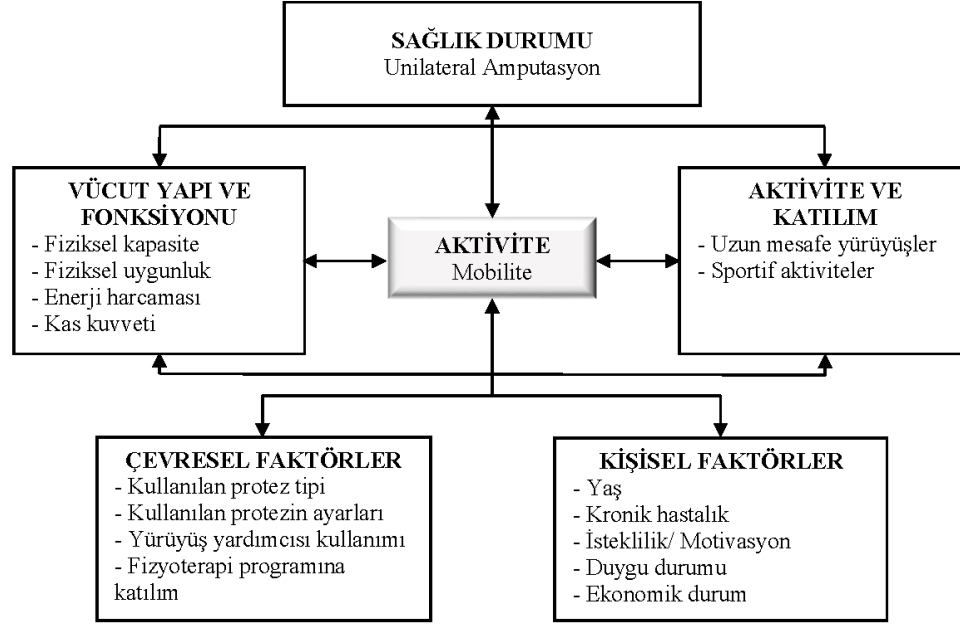 SAĞLIK DURUMU
Unilateral Amputasyon
VÜCUT YAPI VE
FONKSİYONU
- Fiziksel kapasite
- Fiziksel uygunluk
- Enerji harcaması
- Kas kuvveti
AKTİVİTE
Mobilite
AKTİVİTE VE
KATILIM
- Uzun mesafe yürüyüşler
- Sportif aktiviteler
ÇEVRESEL FAKTÖRLER
- Kullanılan protez tipi
- Kullanılan protezin ayarları
- Yürüyüş yardımcısı kullanımı
- Fizyoterapi programına
katılım
KİŞİSEL FAKTÖRLER
- Yaş
- Kronik hastalık
- İsteklilik/ Motivasyon
- Duygu durumu
- Ekonomik durum